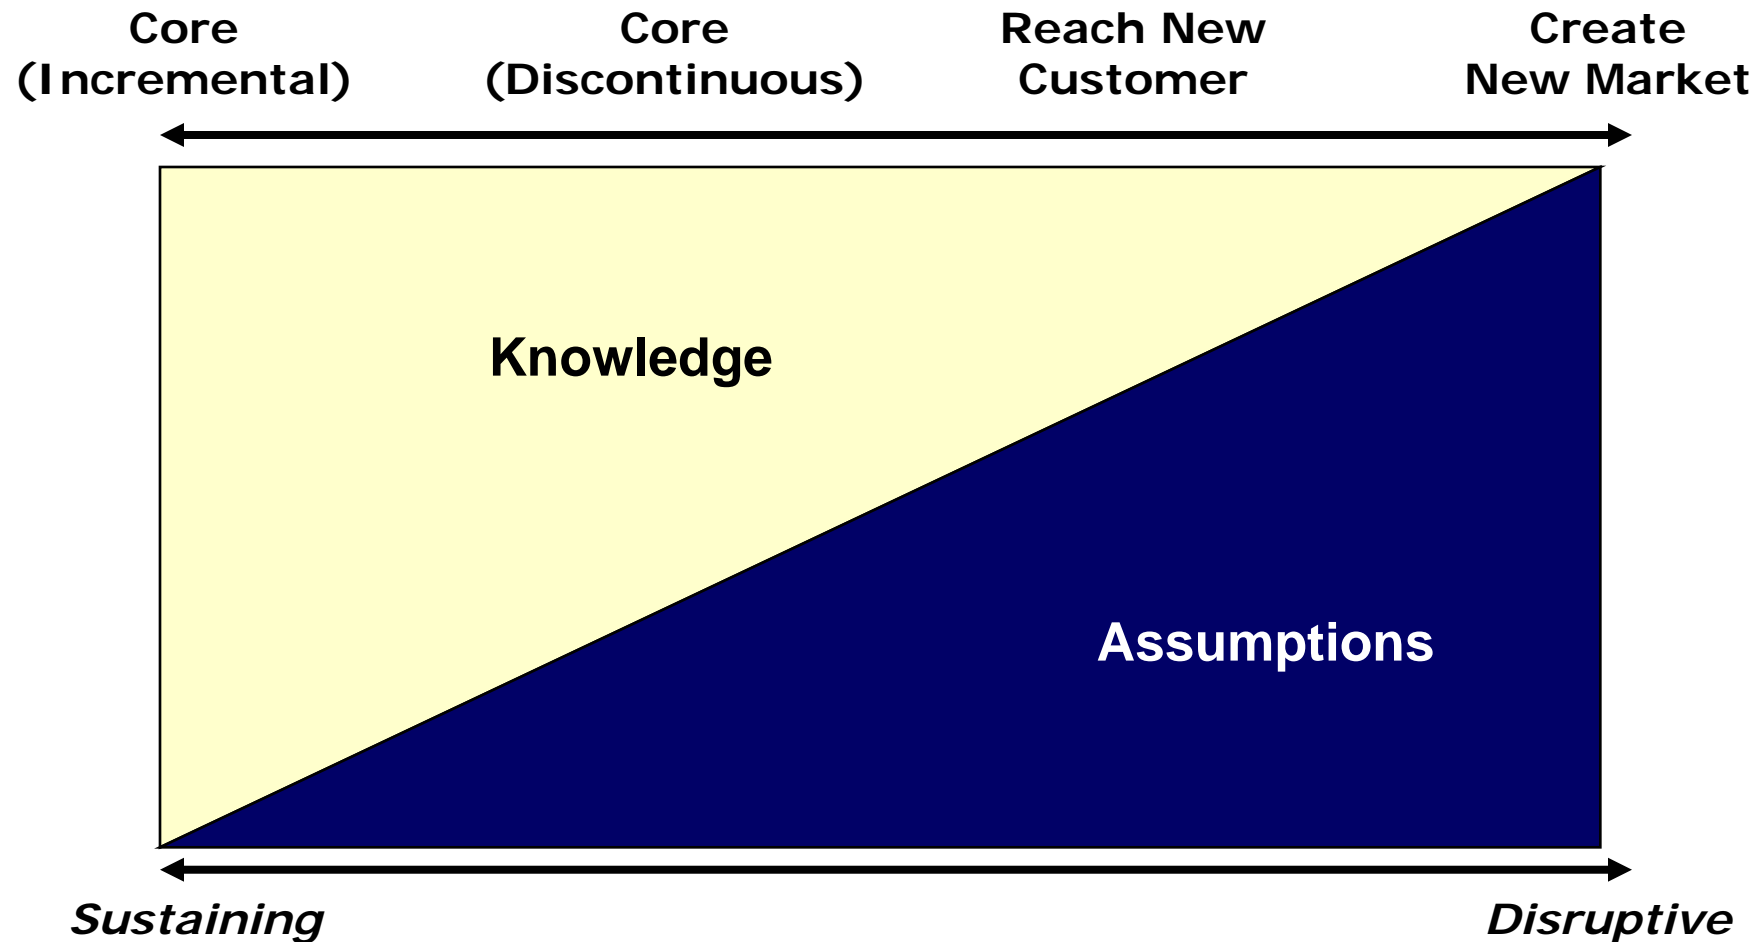 Core
(Incremental)
Core
(Discontinuous)
Reach New
Customer
Create
New Market
Knowledge
Assumptions
Sustaining
Disruptive